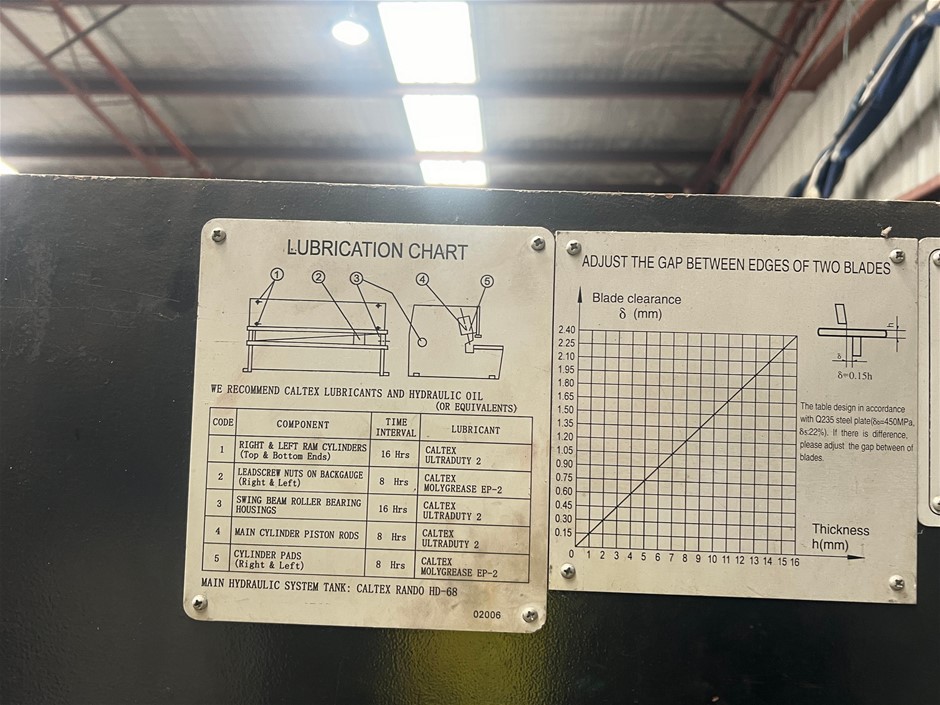 LUBRICATION CHART
1 2 3 4 5
WE RECOMMEND CALTEX LUBRICANTS AND HYDRAULIC OIL
(OR EQUIVALENTS)
CODE COMPONENT TIME INTERVAL LUBRICANT
1 RIGHT & LEFT RAM CYLINDERS (Top & Bottom Ends) 16 Hrs CALTEX ULTRADUTY 2
2 LEADSCREW NUTS ON BACKGAUGE (Right & Left) 8 Hrs CALTEX MOLYGREASE EP-2
3 SWING BEAM ROLLER BEARING HOUSINGS 16 Hrs CALTEX ULTRADUTY 2
4 MAIN CYLINDER PISTON RODS 8 Hrs CALTEX ULTRADUTY 2
5 CYLINDER PADS (Right & Left) 8 Hrs CALTEX MOLYGREASE EP-2
MAIN HYDRAULIC SYSTEM TANK: CALTEX RANDO HD-68
02006
ADJUST THE GAP BETWEEN EDGES OF TWO BLADES
Blade clearance
δ (mm)
2.40
2.25
2.10
1.95
1.80
1.65
1.50
1.35
1.20
1.05
0.90
0.75
0.60
0.45
0.30
0.15
0 1 2 3 4 5 6 7 8 9 10 11 12 13 14 15 16
Thickness
h(mm)
h
δ
δ=0.15h
The table design in accordance
with Q235 steel plate(δb=450MPa,
δs≤22%). If there is difference,
please adjust the gap between of
blades.